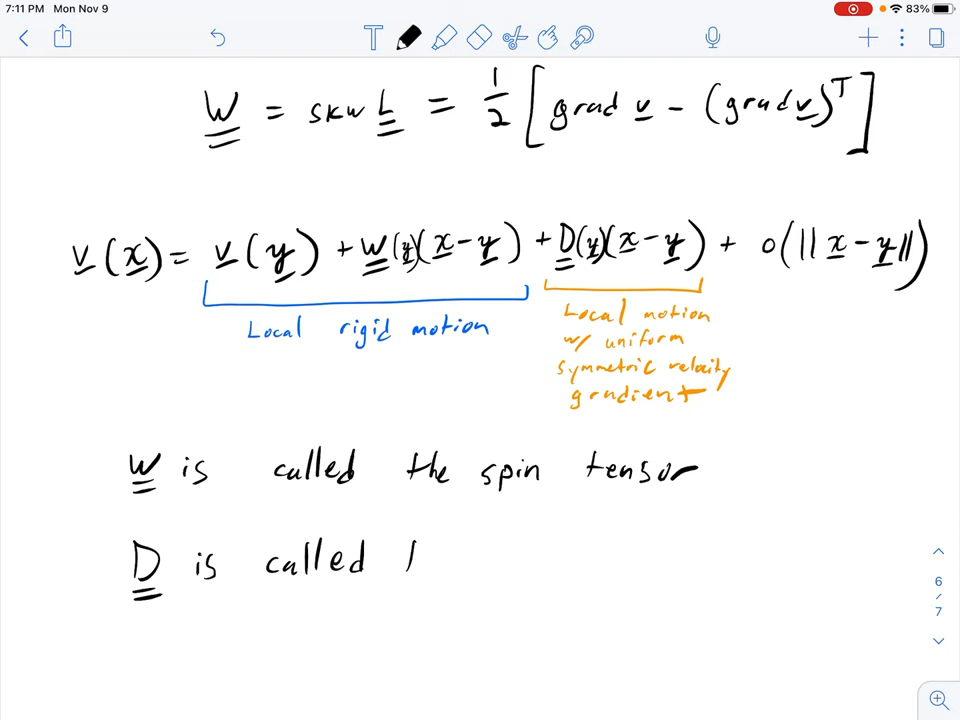 7:11 PM Mon Nov 9 83%
T
W = skw L = 1/2 [grad v - (grad v)^T]
v(x) = v(y) + W(y)(x-y) + D(y)(x-y) + o(||x-y||)
Local rigid motion
Local motion
w/ uniform
symmetric velocity
gradient
W is called the spin tensor
D is called
6
/
7